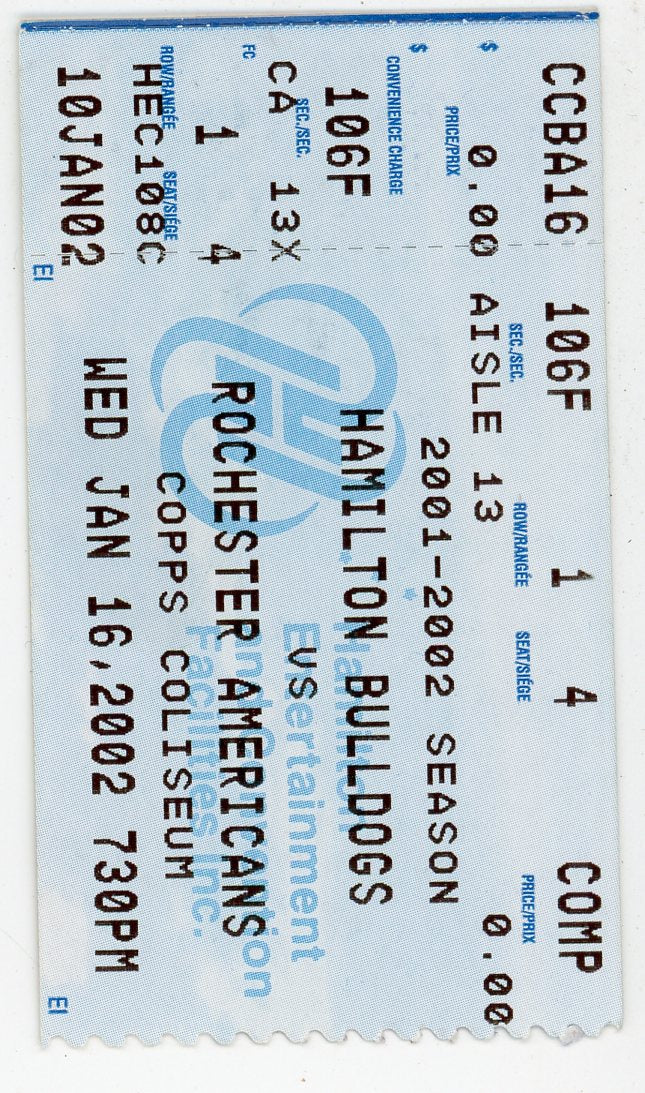 CCBA16 106F 1 4 COMP
SEC./SEC. ROW/RANGÉE SEAT/SIÉGE PRICE/PRIX
$ PRICE/PRIX
0.00 AISLE 13 0.00
2001-2002 SEASON
$ CONVENIENCE CHARGE
106F HAMILTON BULLDOGS
SEC./SEC.
CA 13X VS
FC
1 4 ROCHESTER AMERICANS
ROW/RANGÉE SEAT/SIÉGE
HEC108C COPPS COLISEUM
10JAN02 WED JAN 16,2002 730PM
EI EI
Hamilton
Entertainment
and Convention
Facilities Inc.